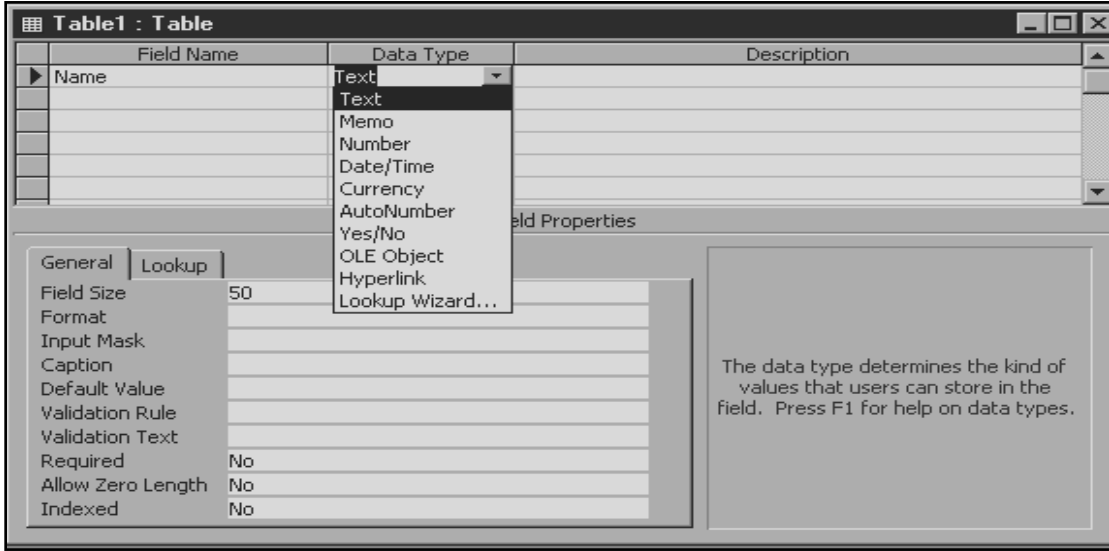 Table1 : Table
Field Name Data Type Description
Name Text
Text
Memo
Number
Date/Time
Currency
AutoNumber
Yes/No
OLE Object
Hyperlink
Lookup Wizard...
Properties
General Lookup
Field Size 50
Format
Input Mask
Caption
Default Value
Validation Rule
Validation Text
Required No
Allow Zero Length No
Indexed No
The data type determines the kind of
values that users can store in the
field. Press F1 for help on data types.